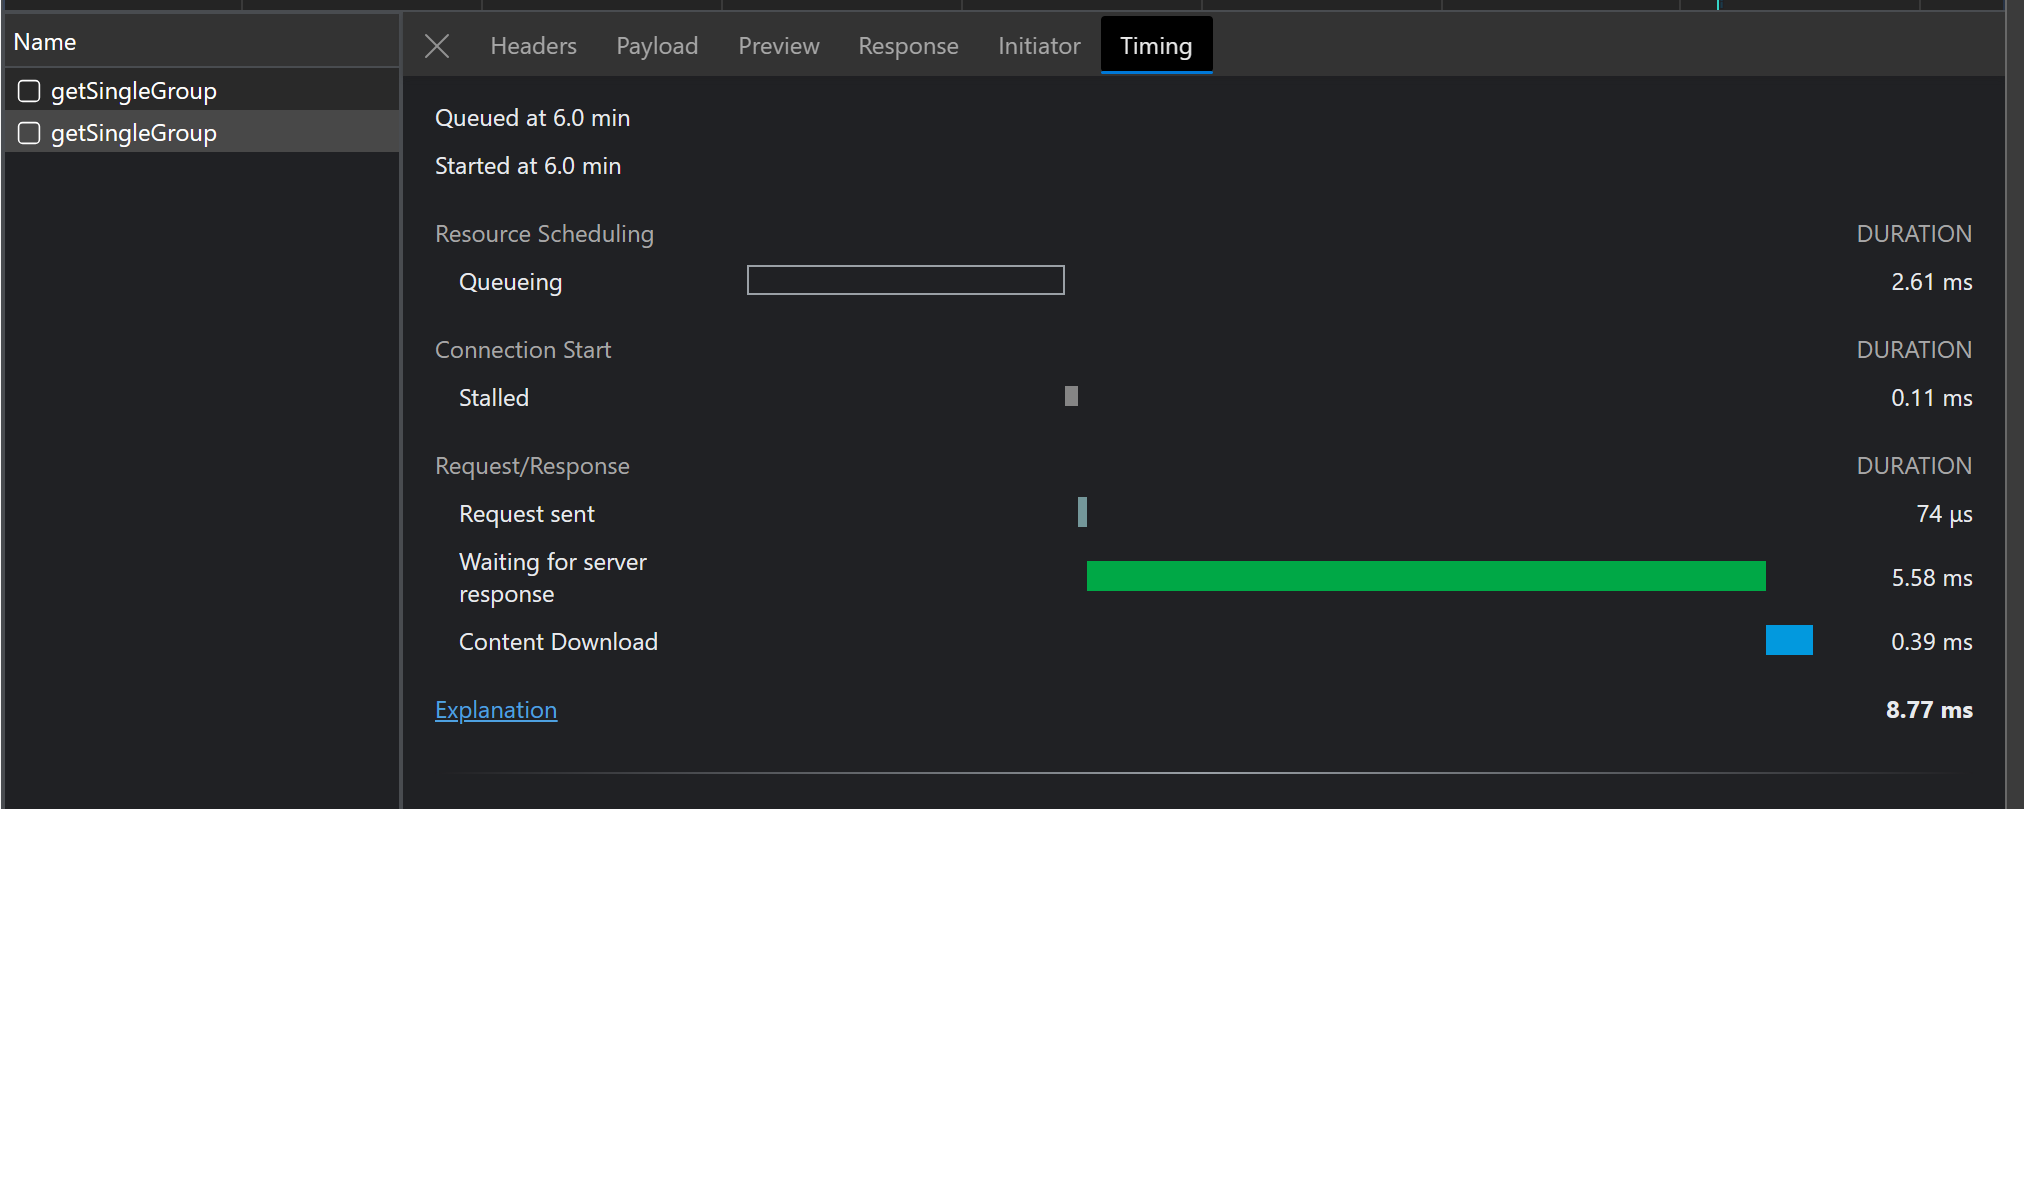 Name
getSingleGroup
getSingleGroup
Headers Payload Preview Response Initiator Timing
Queued at 6.0 min
Started at 6.0 min
Resource Scheduling DURATION
Queueing 2.61 ms
Connection Start DURATION
Stalled 0.11 ms
Request/Response DURATION
Request sent 74 μs
Waiting for server
response 5.58 ms
Content Download 0.39 ms
Explanation 8.77 ms